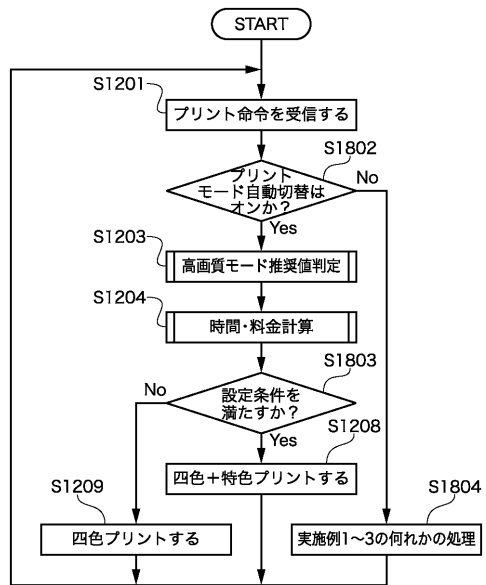 START
S1201
プリント命令を受信する
S1802
プリント
モード自動切替は
オンか？
No
Yes
S1203
高画質モード推奨値判定
S1204
時間・料金計算
S1803
設定条件を
満たすか？
No
Yes
S1208
四色＋特色プリントする
S1209
四色プリントする
S1804
実施例1～3の何れかの処理